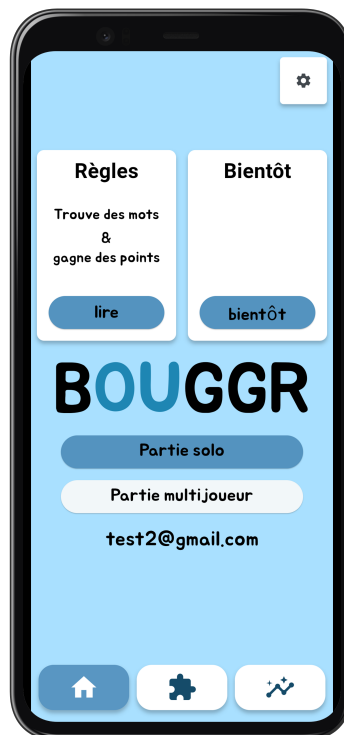 Règles
Trouve des mots
&
gagne des points
lire
Bientôt
bientôt
BOUGGR
Partie solo
Partie multijoueur
test2@gmail.com